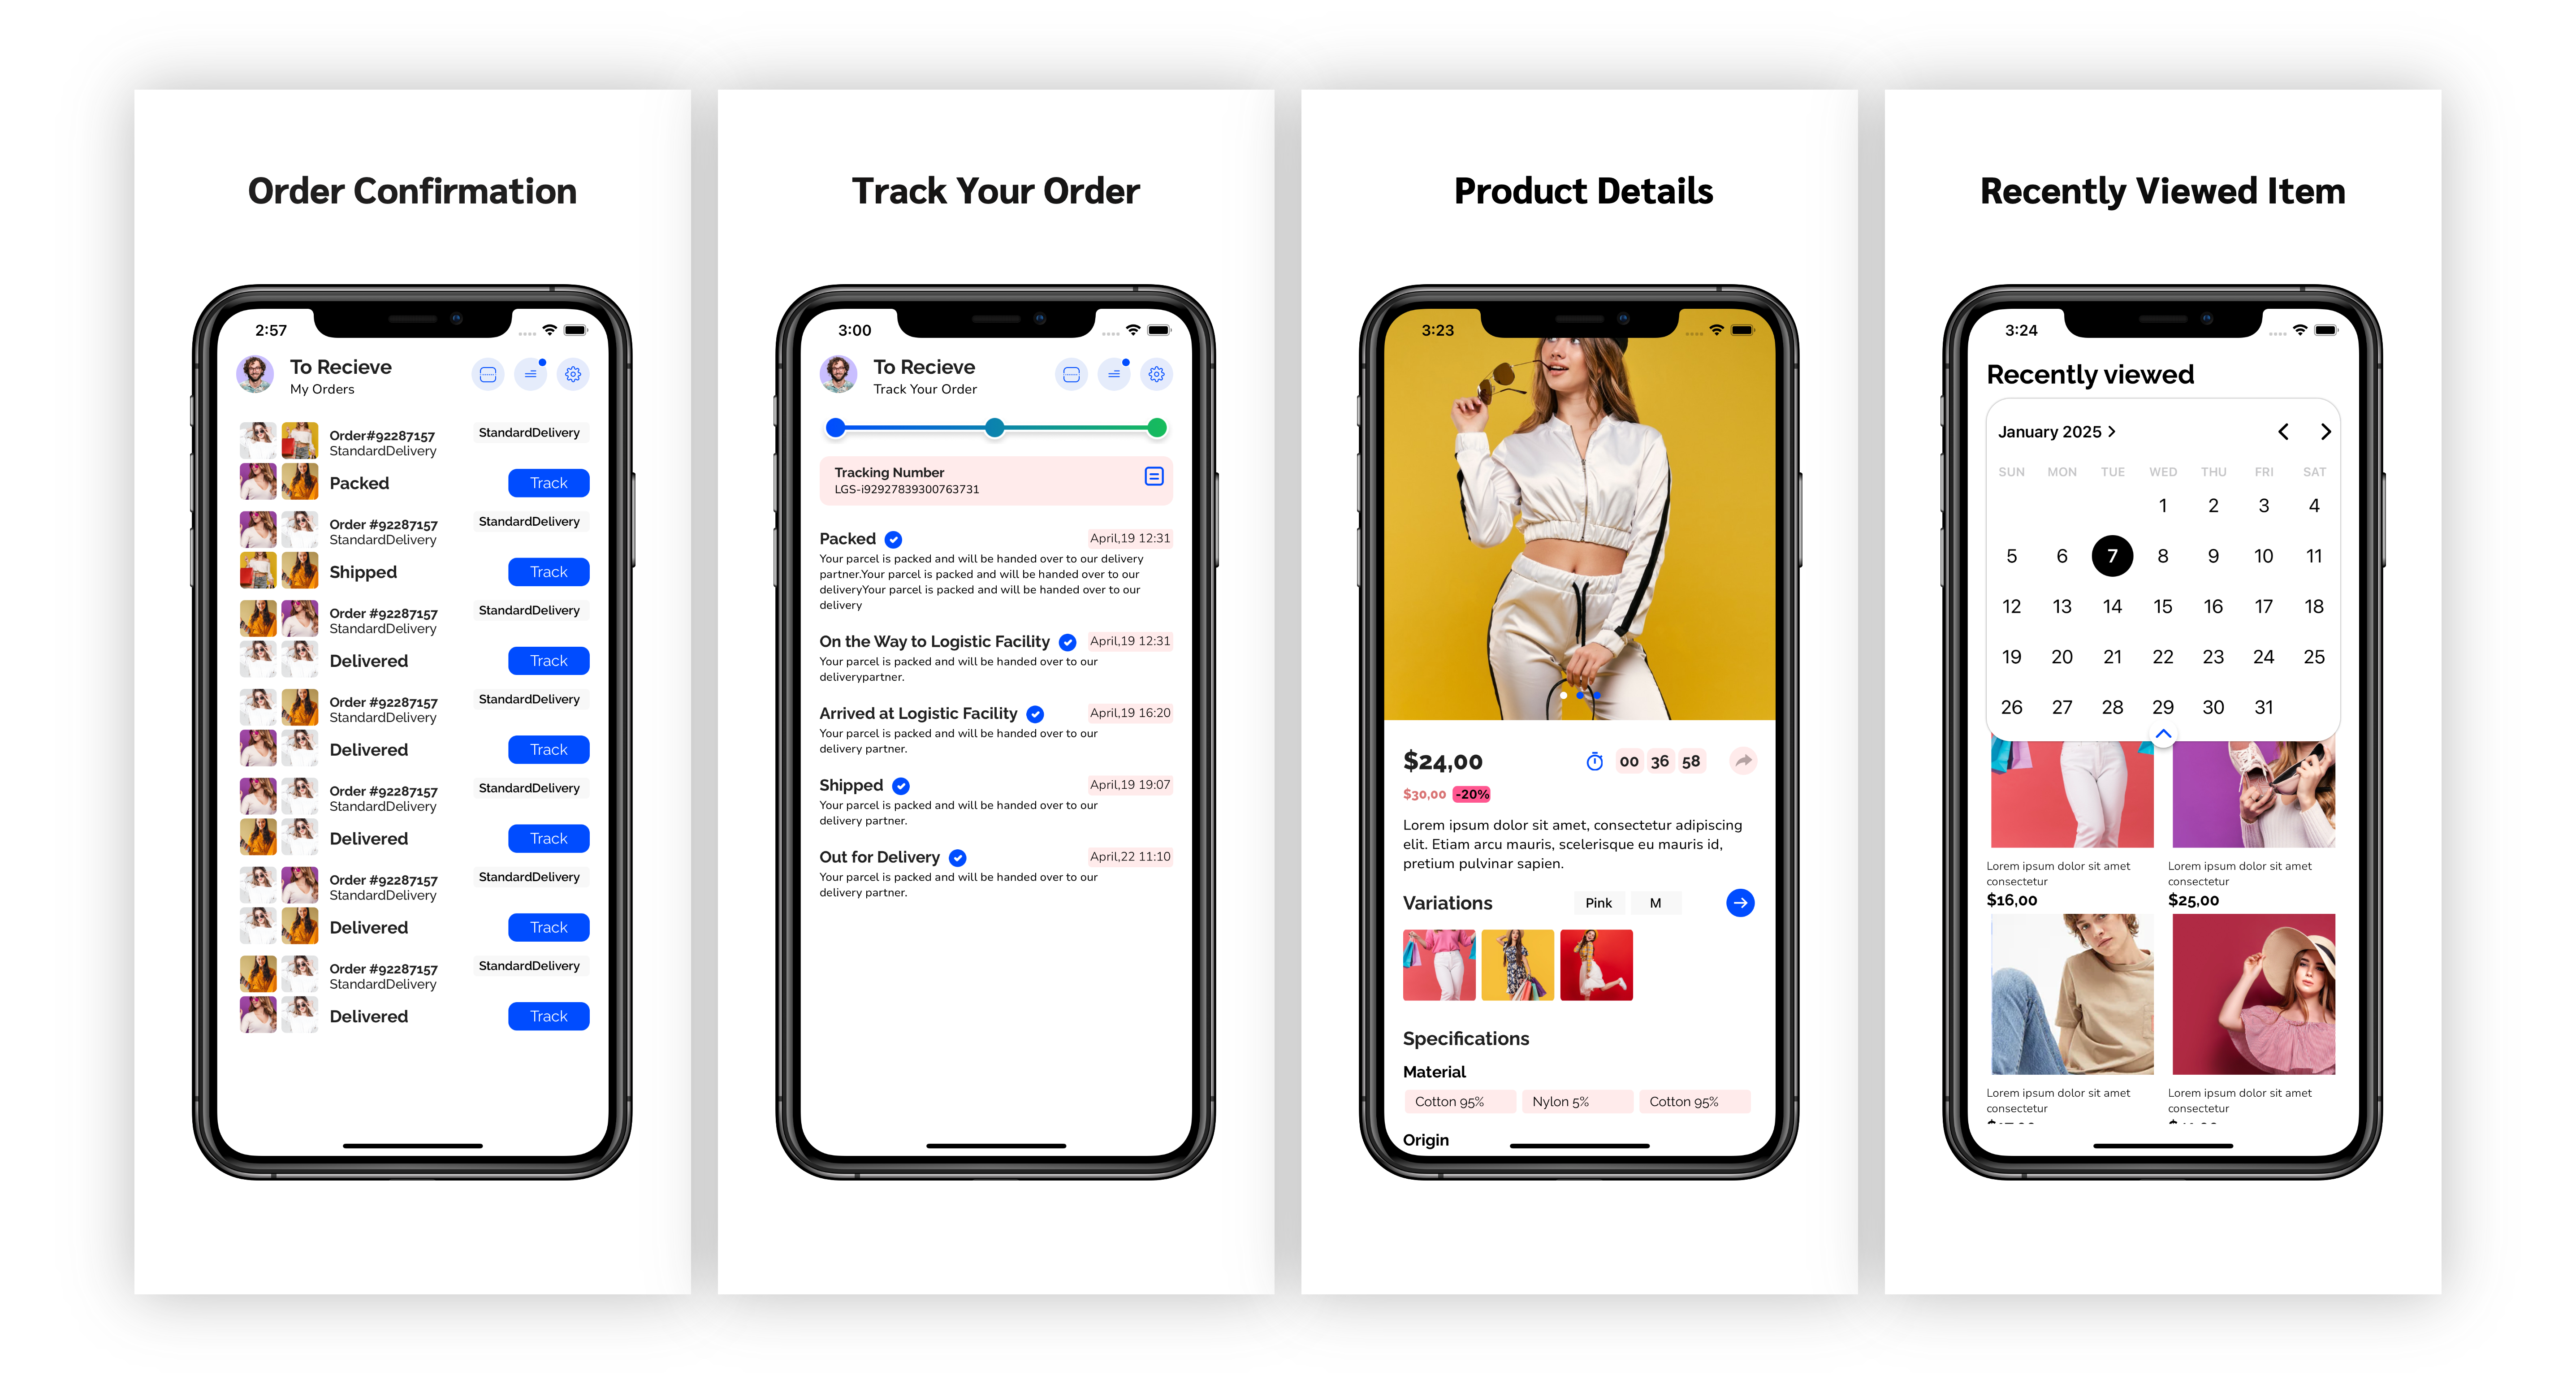 Order Confirmation
2:57
To Recieve
My Orders
Order#92287157
StandardDelivery
StandardDelivery
Packed
Track
Order #92287157
StandardDelivery
StandardDelivery
Shipped
Track
Order #92287157
StandardDelivery
StandardDelivery
Delivered
Track
Order #92287157
StandardDelivery
StandardDelivery
Delivered
Track
Order #92287157
StandardDelivery
StandardDelivery
Delivered
Track
Order #92287157
StandardDelivery
StandardDelivery
Delivered
Track
Order #92287157
StandardDelivery
StandardDelivery
Delivered
Track
Track Your Order
3:00
To Recieve
Track Your Order
Tracking Number
LGS-i92927839300763731
Packed
April,19 12:31
Your parcel is packed and will be handed over to our delivery
partner.Your parcel is packed and will be handed over to our
deliveryYour parcel is packed and will be handed over to our
delivery
On the Way to Logistic Facility
April,19 12:31
Your parcel is packed and will be handed over to our
deliverypartner.
Arrived at Logistic Facility
April,19 16:20
Your parcel is packed and will be handed over to our
delivery partner.
Shipped
April,19 19:07
Your parcel is packed and will be handed over to our
delivery partner.
Out for Delivery
April,22 11:10
Your parcel is packed and will be handed over to our
delivery partner.
Product Details
3:23
$24,00
00 36 58
$30,00 -20%
Lorem ipsum dolor sit amet, consectetur adipiscing
elit. Etiam arcu mauris, scelerisque eu mauris id,
pretium pulvinar sapien.
Variations
Pink
M
Specifications
Material
Cotton 95%
Nylon 5%
Cotton 95%
Origin
Recently Viewed Item
3:24
Recently viewed
January 2025
SUN MON TUE WED THU FRI SAT
1 2 3 4
5 6 7 8 9 10 11
12 13 14 15 16 17 18
19 20 21 22 23 24 25
26 27 28 29 30 31
Lorem ipsum dolor sit amet
consectetur
$16,00
Lorem ipsum dolor sit amet
consectetur
$25,00
Lorem ipsum dolor sit amet
consectetur
Lorem ipsum dolor sit amet
consectetur